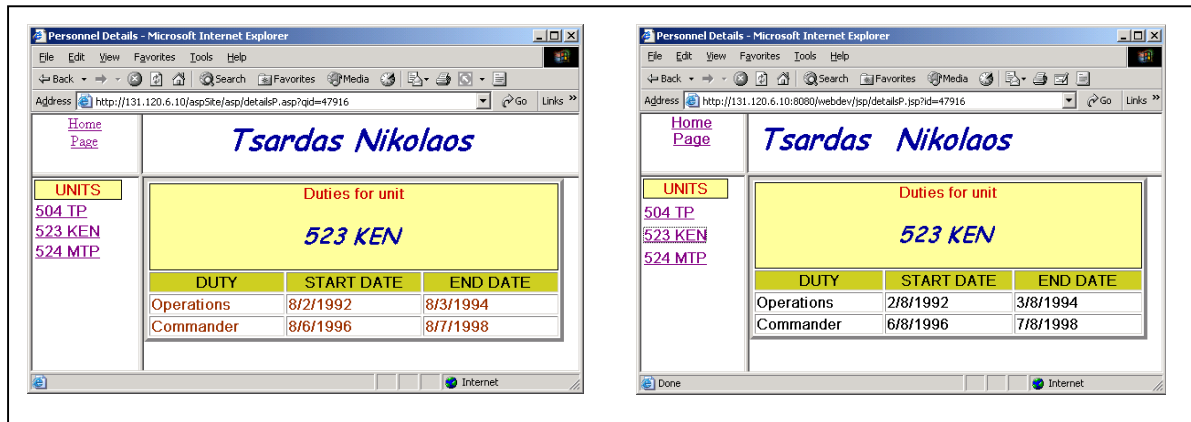 Personnel Details - Microsoft Internet Explorer
File Edit View Favorites Tools Help
Back Search Favorites Media
Address http://131.120.6.10/aspSite/asp/detailsP.asp?qid=47916 Go Links »
Home
Page
Tsardas Nikolaos
UNITS
504 TP
523 KEN
524 MTP
Duties for unit
523 KEN
DUTY START DATE END DATE
Operations 8/2/1992 8/3/1994
Commander 8/6/1996 8/7/1998
Internet
Personnel Details - Microsoft Internet Explorer
File Edit View Favorites Tools Help
Back Search Favorites Media
Address http://131.120.6.10:8080/webdev/jsp/detailsP.jsp?id=47916 Go Links »
Home
Page
Tsardas Nikolaos
UNITS
504 TP
523 KEN
524 MTP
Duties for unit
523 KEN
DUTY START DATE END DATE
Operations 2/8/1992 3/8/1994
Commander 6/8/1996 7/8/1998
Done Internet